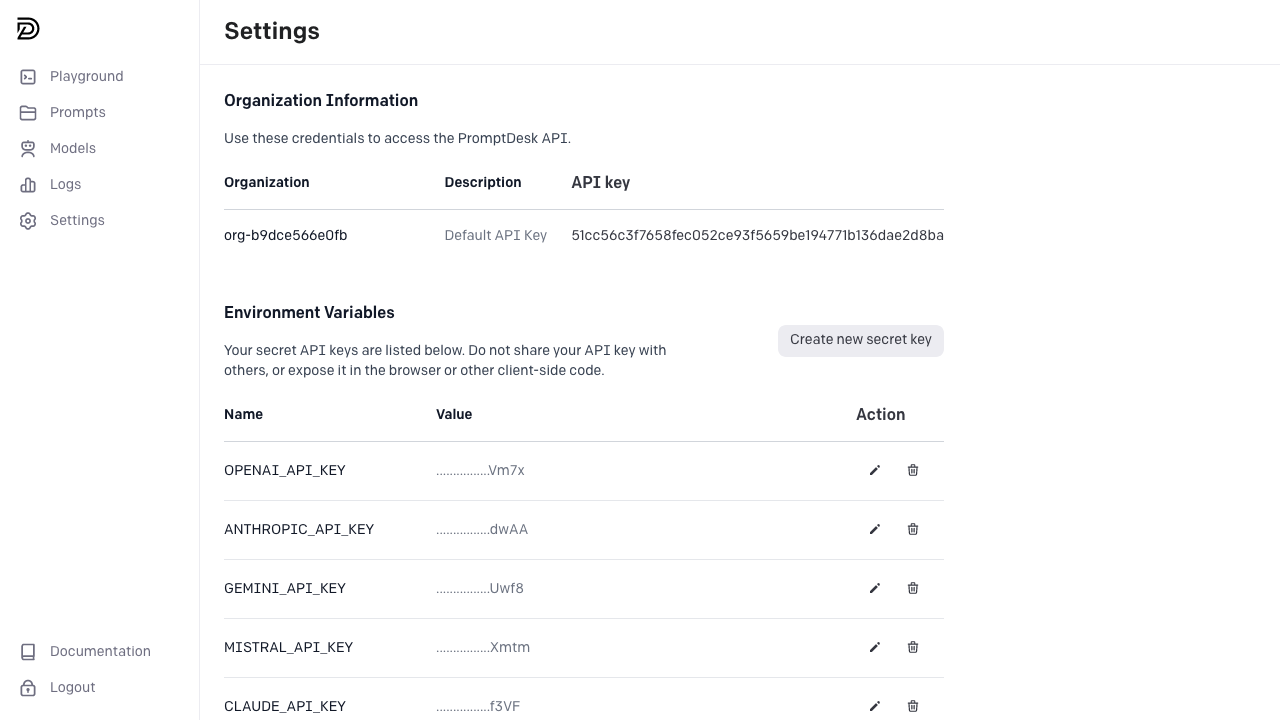 Settings
Playground
Prompts
Models
Logs
Settings
Documentation
Logout
Organization Information
Use these credentials to access the PromptDesk API.
Organization Description API key
org-b9dce566e0fb Default API Key 51cc56c3f7658fec052ce93f5659be194771b136dae2d8ba
Environment Variables
Your secret API keys are listed below. Do not share your API key with
others, or expose it in the browser or other client-side code.
Create new secret key
Name Value Action
OPENAI_API_KEY ................Vm7x
ANTHROPIC_API_KEY ................dwAA
GEMINI_API_KEY ................Uwf8
MISTRAL_API_KEY ................Xmtm
CLAUDE_API_KEY ................f3VF